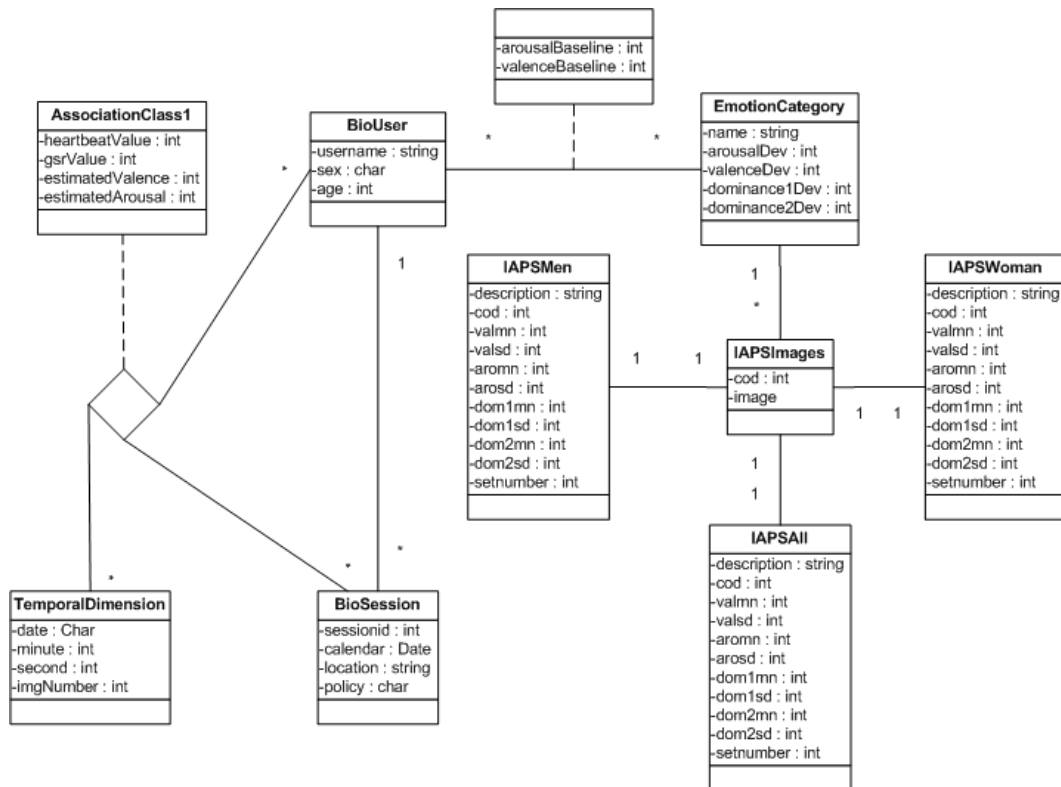 -arousalBaseline : int
-valenceBaseline : int
AssociationClass1
-heartbeatValue : int
-gsrValue : int
-estimatedValence : int
-estimatedArousal : int
BioUser
-username : string
-sex : char
-age : int
EmotionCategory
-name : string
-arousalDev : int
-valenceDev : int
-dominance1Dev : int
-dominance2Dev : int
*
*
*
1
*
1
*
IAPSMen
-description : string
-cod : int
-valmn : int
-valsd : int
-aromn : int
-arosd : int
-dom1mn : int
-dom1sd : int
-dom2mn : int
-dom2sd : int
-setnumber : int
1
1
IAPSImages
-cod : int
-image
1
1
IAPSWoman
-description : string
-cod : int
-valmn : int
-valsd : int
-aromn : int
-arosd : int
-dom1mn : int
-dom1sd : int
-dom2mn : int
-dom2sd : int
-setnumber : int
1
1
IAPSAll
-description : string
-cod : int
-valmn : int
-valsd : int
-aromn : int
-arosd : int
-dom1mn : int
-dom1sd : int
-dom2mn : int
-dom2sd : int
-setnumber : int
*
*
TemporalDimension
-date : Char
-minute : int
-second : int
-imgNumber : int
BioSession
-sessionid : int
-calendar : Date
-location : string
-policy : char